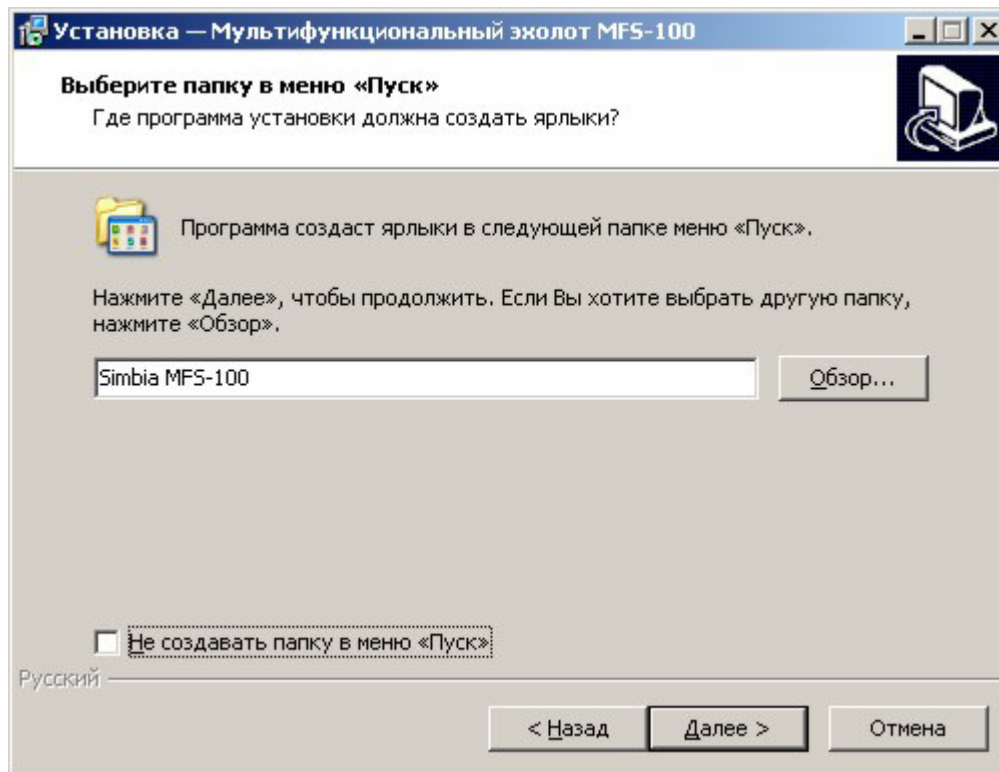 Установка — Мультифункциональный эхолот MFS-100
Выберите папку в меню «Пуск»
Где программа установки должна создать ярлыки?
Программа создаст ярлыки в следующей папке меню «Пуск».
Нажмите «Далее», чтобы продолжить. Если Вы хотите выбрать другую папку,
нажмите «Обзор».
Simbia MFS-100
Обзор...
Не создавать папку в меню «Пуск»
Русский
< Назад
Далее >
Отмена